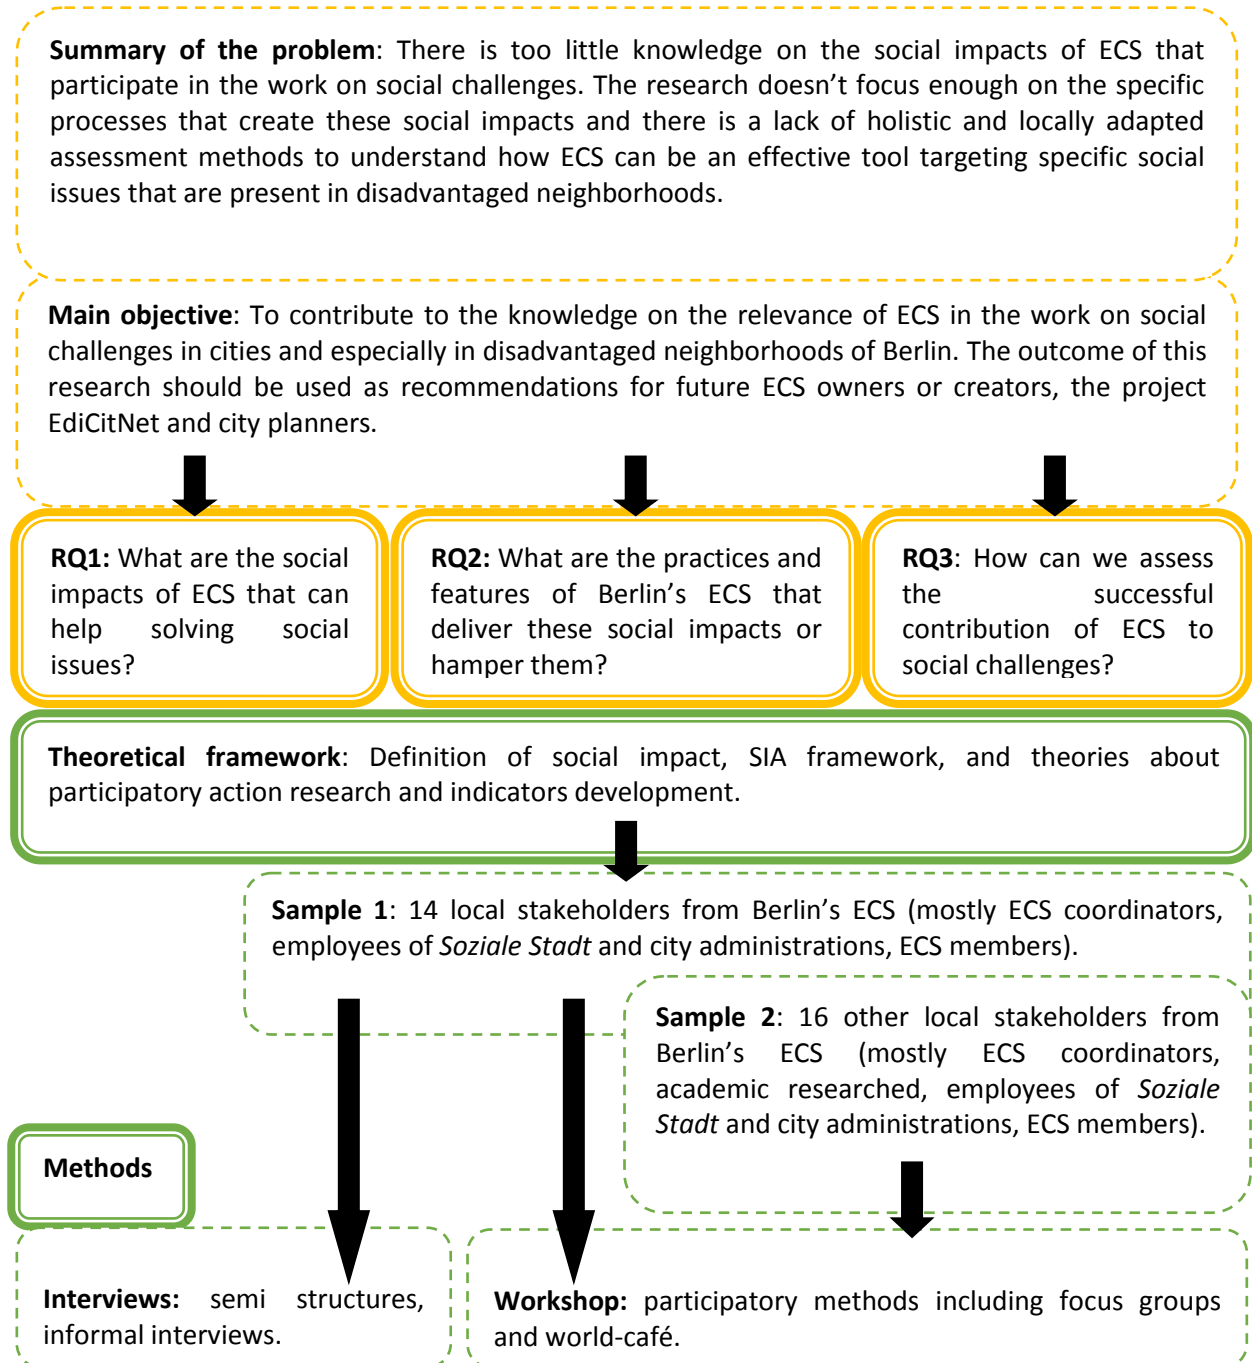 Summary of the problem: There is too little knowledge on the social impacts of ECS that
participate in the work on social challenges. The research doesn’t focus enough on the specific
processes that create these social impacts and there is a lack of holistic and locally adapted
assessment methods to understand how ECS can be an effective tool targeting specific social
issues that are present in disadvantaged neighborhoods.
Main objective: To contribute to the knowledge on the relevance of ECS in the work on social
challenges in cities and especially in disadvantaged neighborhoods of Berlin. The outcome of this
research should be used as recommendations for future ECS owners or creators, the project
EdiCitNet and city planners.
RQ1: What are the social
impacts of ECS that can
help solving social
issues?
RQ2: What are the practices and
features of Berlin’s ECS that
deliver these social impacts or
hamper them?
RQ3: How can we assess
the successful
contribution of ECS to
social challenges?
Theoretical framework: Definition of social impact, SIA framework, and theories about
participatory action research and indicators development.
Sample 1: 14 local stakeholders from Berlin’s ECS (mostly ECS coordinators,
employees of Soziale Stadt and city administrations, ECS members).
Sample 2: 16 other local stakeholders from
Berlin’s ECS (mostly ECS coordinators,
academic researched, employees of Soziale
Stadt and city administrations, ECS members).
Methods
Interviews: semi structures,
informal interviews.
Workshop: participatory methods including focus groups
and world-café.